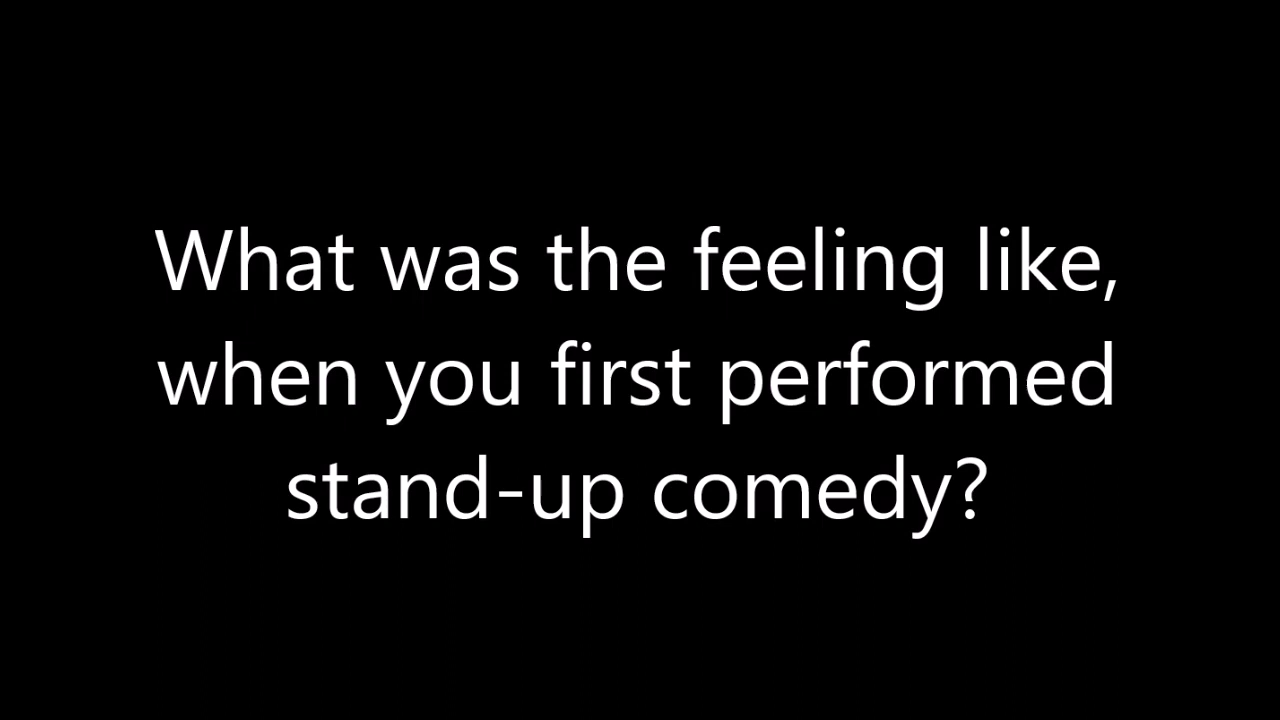 What was the feeling like,
when you first performed
stand-up comedy?